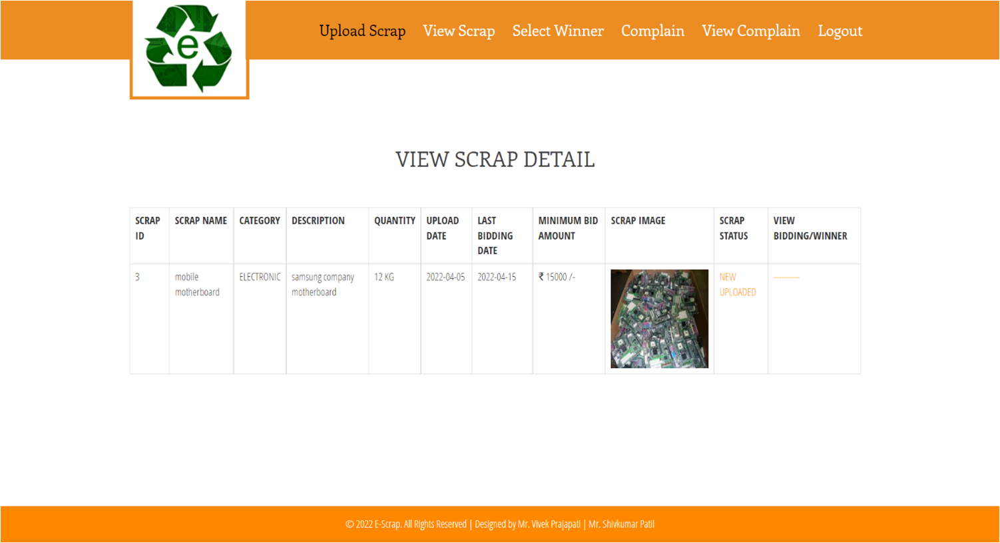 e
Upload Scrap View Scrap Select Winner Complain View Complain Logout
VIEW SCRAP DETAIL
SCRAP ID SCRAP NAME CATEGORY DESCRIPTION QUANTITY UPLOAD DATE LAST BIDDING DATE MINIMUM BID AMOUNT SCRAP IMAGE SCRAP STATUS VIEW BIDDING/WINNER
3 mobile motherboard ELECTRONIC samsung company motherboard 12 KG 2022-04-05 2022-04-15 ₹ 15000 /- NEW UPLOADED ----------
© 2022 E-Scrap. All Rights Reserved | Designed by Mr. Vivek Prajapati | Mr. Shivkumar Patil